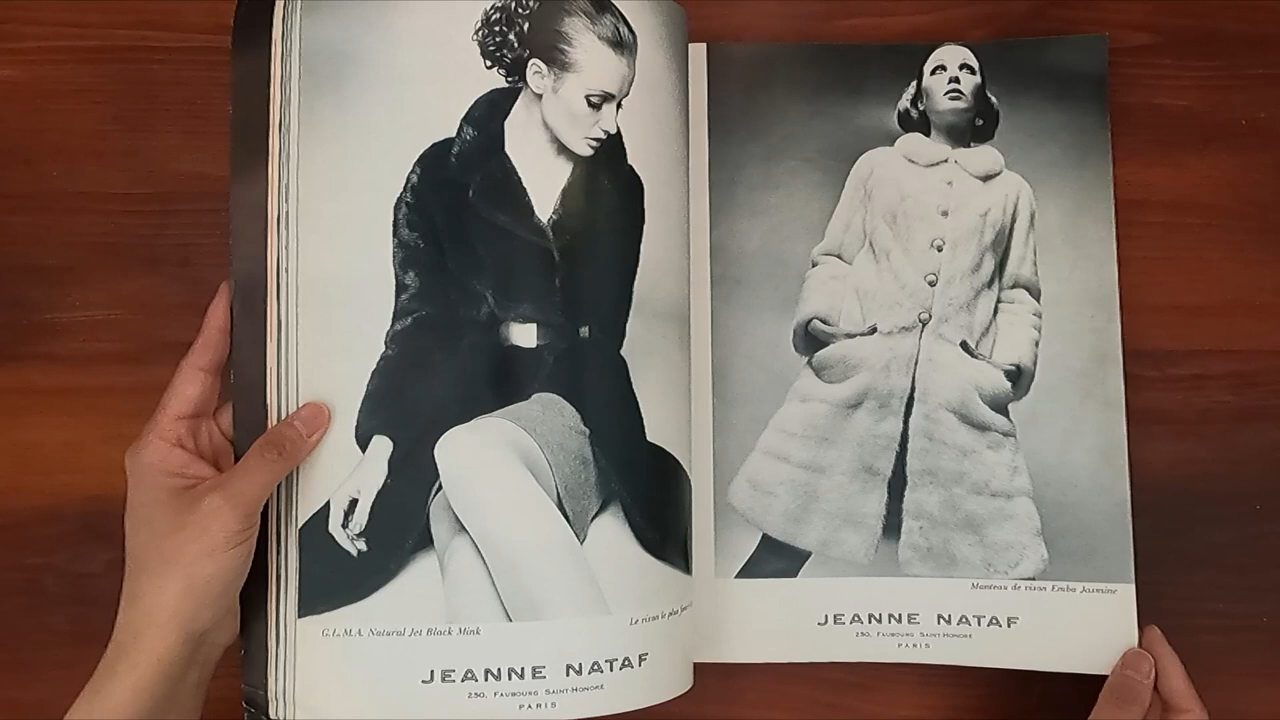 Le vison le plus
G.L.M.A. Natural Jet Black Mink
JEANNE NATAF
250, FAUBOURG SAINT-HONORÉ
PARIS
Manteau de vison Emba Jasmine
JEANNE NATAF
250, FAUBOURG SAINT-HONORÉ
PARIS